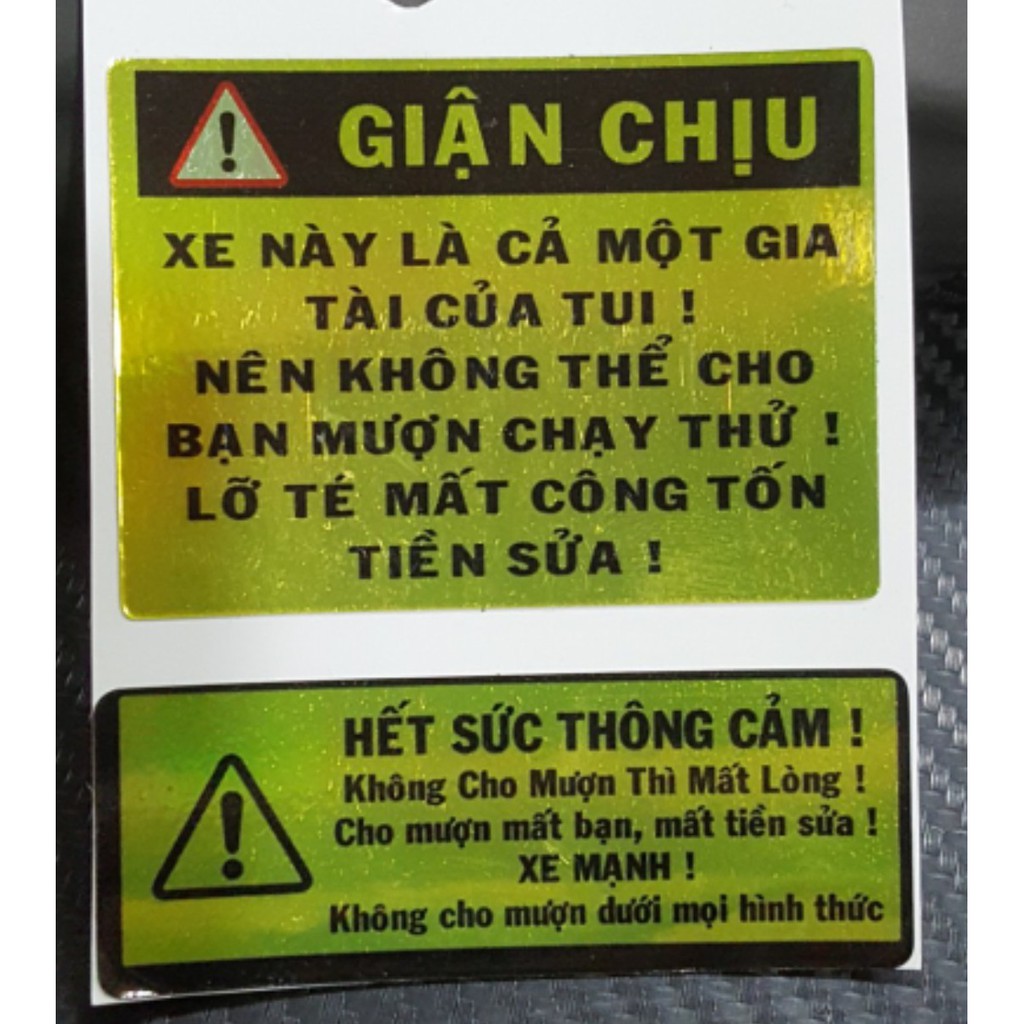 GIẬN CHỊU
XE NÀY LÀ CẢ MỘT GIA
TÀI CỦA TUI !
NÊN KHÔNG THỂ CHO
BẠN MƯỢN CHẠY THỬ !
LỠ TÉ MẤT CÔNG TỐN
TIỀN SỬA !
HẾT SỨC THÔNG CẢM !
Không Cho Mượn Thì Mất Lòng !
Cho mượn mất bạn, mất tiền sửa !
XE MẠNH !
Không cho mượn dưới mọi hình thức